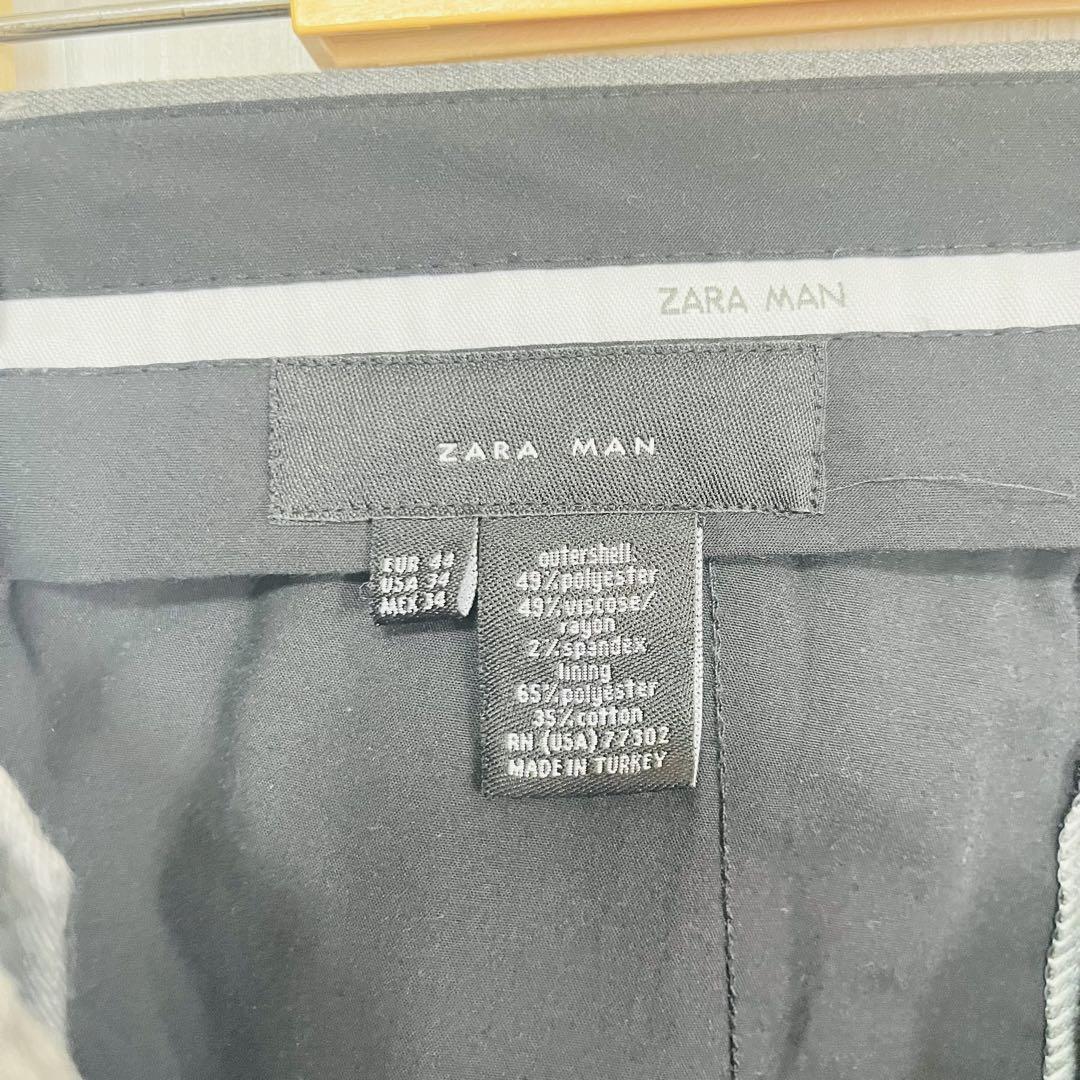 ZARA MAN
ZARA MAN
EUR 44
USA 34
MEX 34
outershell
49%polyester
49%viscose/
rayon
2%spandex
lining
65%polyester
35%cotton
RN (USA) 77302
MADE IN TURKEY